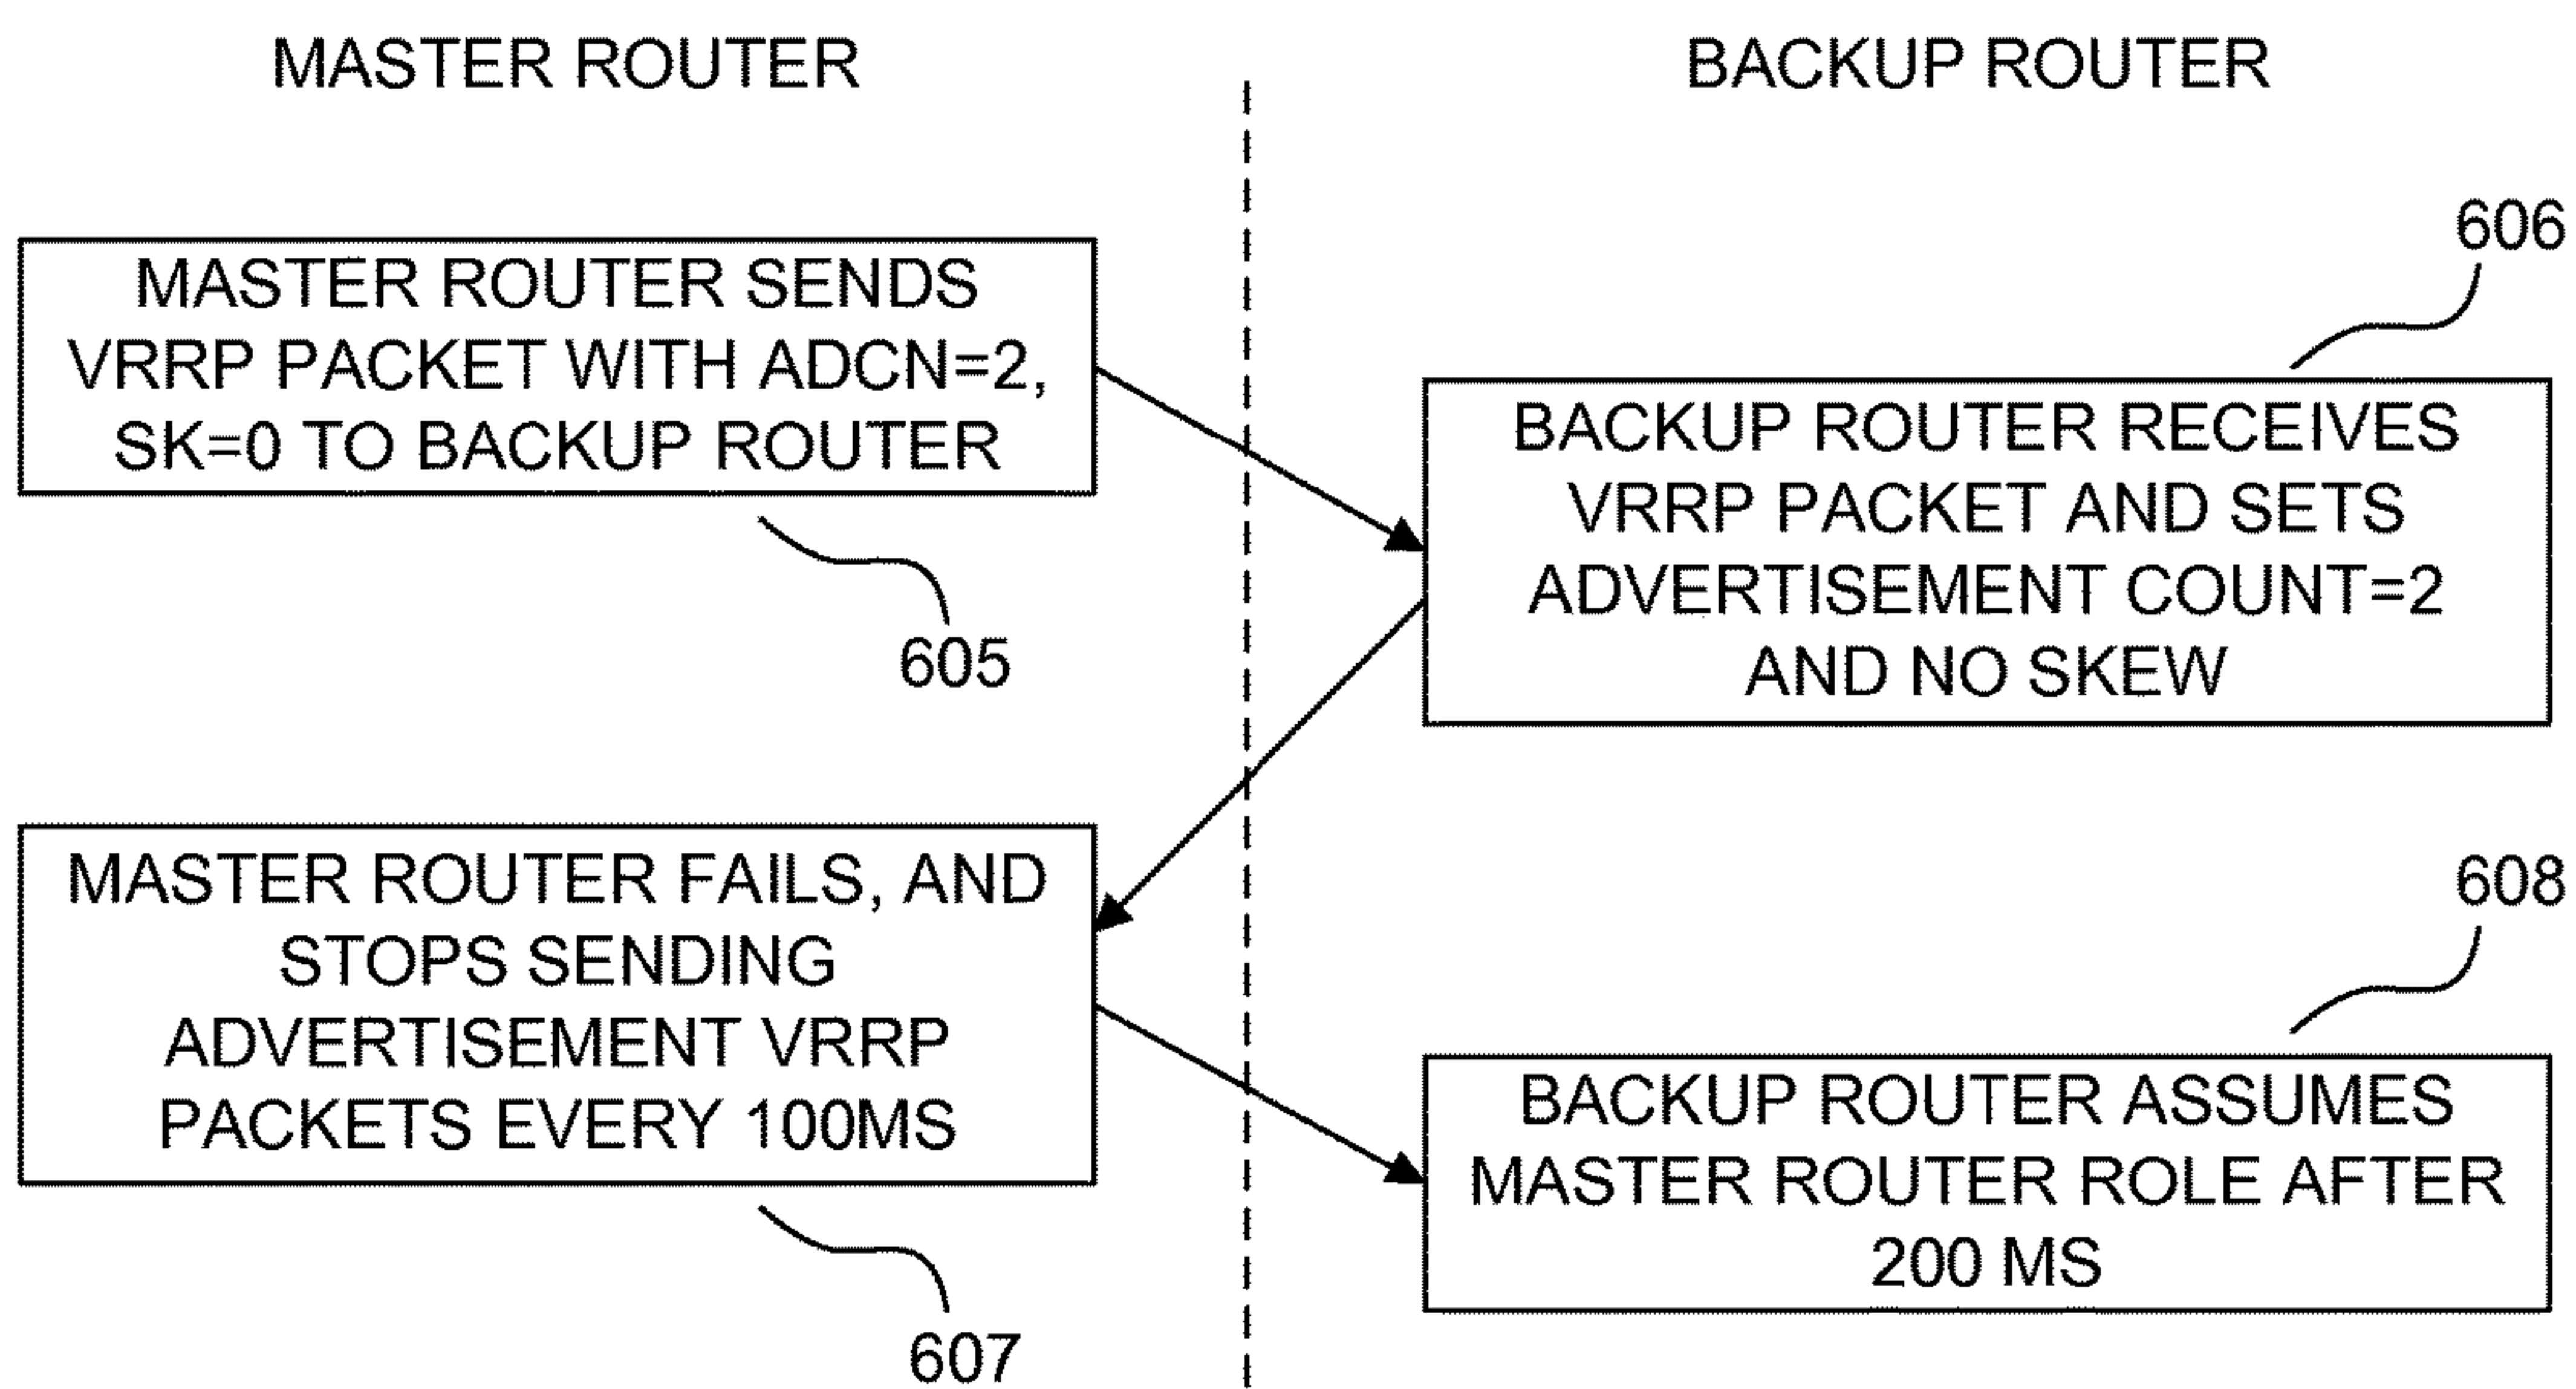 MASTER ROUTER
BACKUP ROUTER
MASTER ROUTER SENDS
VRRP PACKET WITH ADCN=2,
SK=0 TO BACKUP ROUTER
605
606
BACKUP ROUTER RECEIVES
VRRP PACKET AND SETS
ADVERTISEMENT COUNT=2
AND NO SKEW
MASTER ROUTER FAILS, AND
STOPS SENDING
ADVERTISEMENT VRRP
PACKETS EVERY 100MS
607
608
BACKUP ROUTER ASSUMES
MASTER ROUTER ROLE AFTER
200 MS